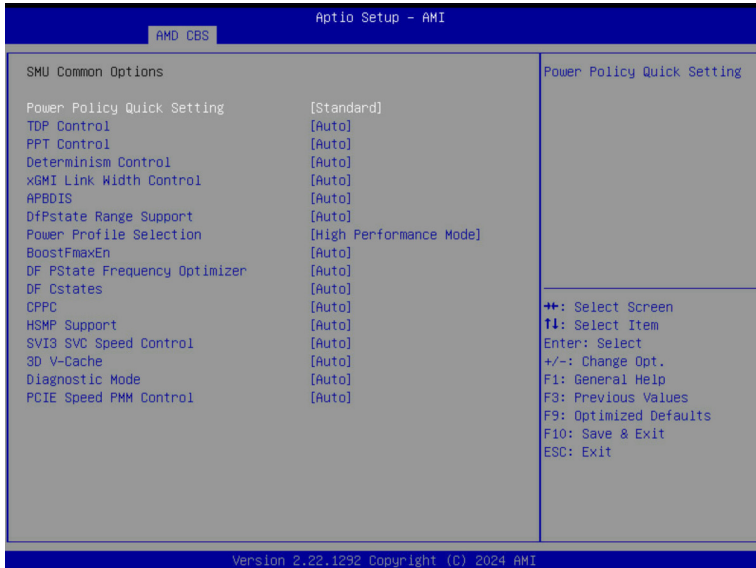 Aptio Setup - AMI
AMD CBS
SMU Common Options
Power Policy Quick Setting [Standard]
TDP Control [Auto]
PPT Control [Auto]
Determinism Control [Auto]
xGMI Link Width Control [Auto]
APBDIS [Auto]
DfPstate Range Support [Auto]
Power Profile Selection [High Performance Mode]
BoostFmaxEn [Auto]
DF PState Frequency Optimizer [Auto]
DF Cstates [Auto]
CPPC [Auto]
HSMP Support [Auto]
SVI3 SVC Speed Control [Auto]
3D V-Cache [Auto]
Diagnostic Mode [Auto]
PCIE Speed PMM Control [Auto]
Power Policy Quick Setting
→←: Select Screen
↑↓: Select Item
Enter: Select
+/-: Change Opt.
F1: General Help
F3: Previous Values
F9: Optimized Defaults
F10: Save & Exit
ESC: Exit
Version 2.22.1292 Copyright (C) 2024 AMI